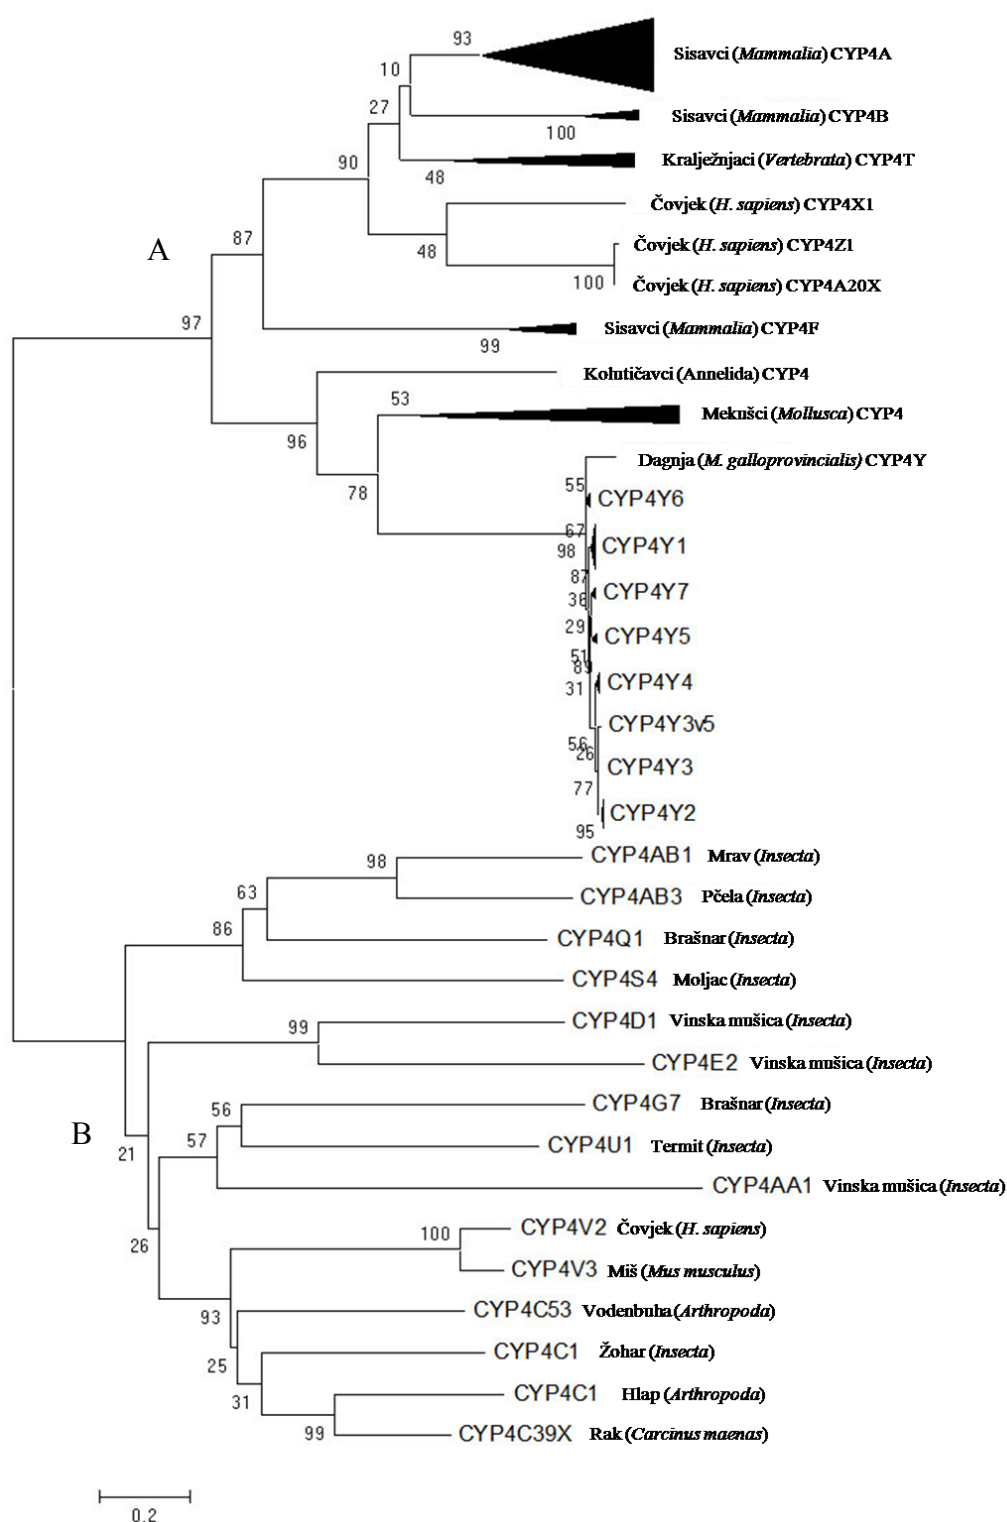 93
Sisavci (Mammalia) CYP4A
10
27
Sisavci (Mammalia) CYP4B
100
90
Kralježnjaci (Vertebrata) CYP4T
48
Čovjek (H. sapiens) CYP4X1
A
87
48
Čovjek (H. sapiens) CYP4Z1
100
Čovjek (H. sapiens) CYP4A20X
97
Sisavci (Mammalia) CYP4F
99
Kolutičavci (Annelida) CYP4
53
Mekušci (Mollusca) CYP4
96
Dagnja (M. galloprovincialis) CYP4Y
78
55
CYP4Y6
67
98
CYP4Y1
87
36
CYP4Y7
29
CYP4Y5
51
89
31
CYP4Y4
CYP4Y3v5
56
26
CYP4Y3
77
CYP4Y2
95
98
CYP4AB1 Mrav (Insecta)
63
CYP4AB3 Pčela (Insecta)
86
CYP4Q1 Brašnar (Insecta)
CYP4S4 Moljac (Insecta)
99
CYP4D1 Vinska mušica (Insecta)
CYP4E2 Vinska mušica (Insecta)
56
CYP4G7 Brašnar (Insecta)
B
21
57
CYP4U1 Termit (Insecta)
CYP4AA1 Vinska mušica (Insecta)
26
100
CYP4V2 Čovjek (H. sapiens)
CYP4V3 Miš (Mus musculus)
93
CYP4C53 Vodenbuha (Arthropoda)
25
CYP4C1 Žohar (Insecta)
31
CYP4C1 Hlap (Arthropoda)
99
CYP4C39X Rak (Carcinus maenas)
0.2